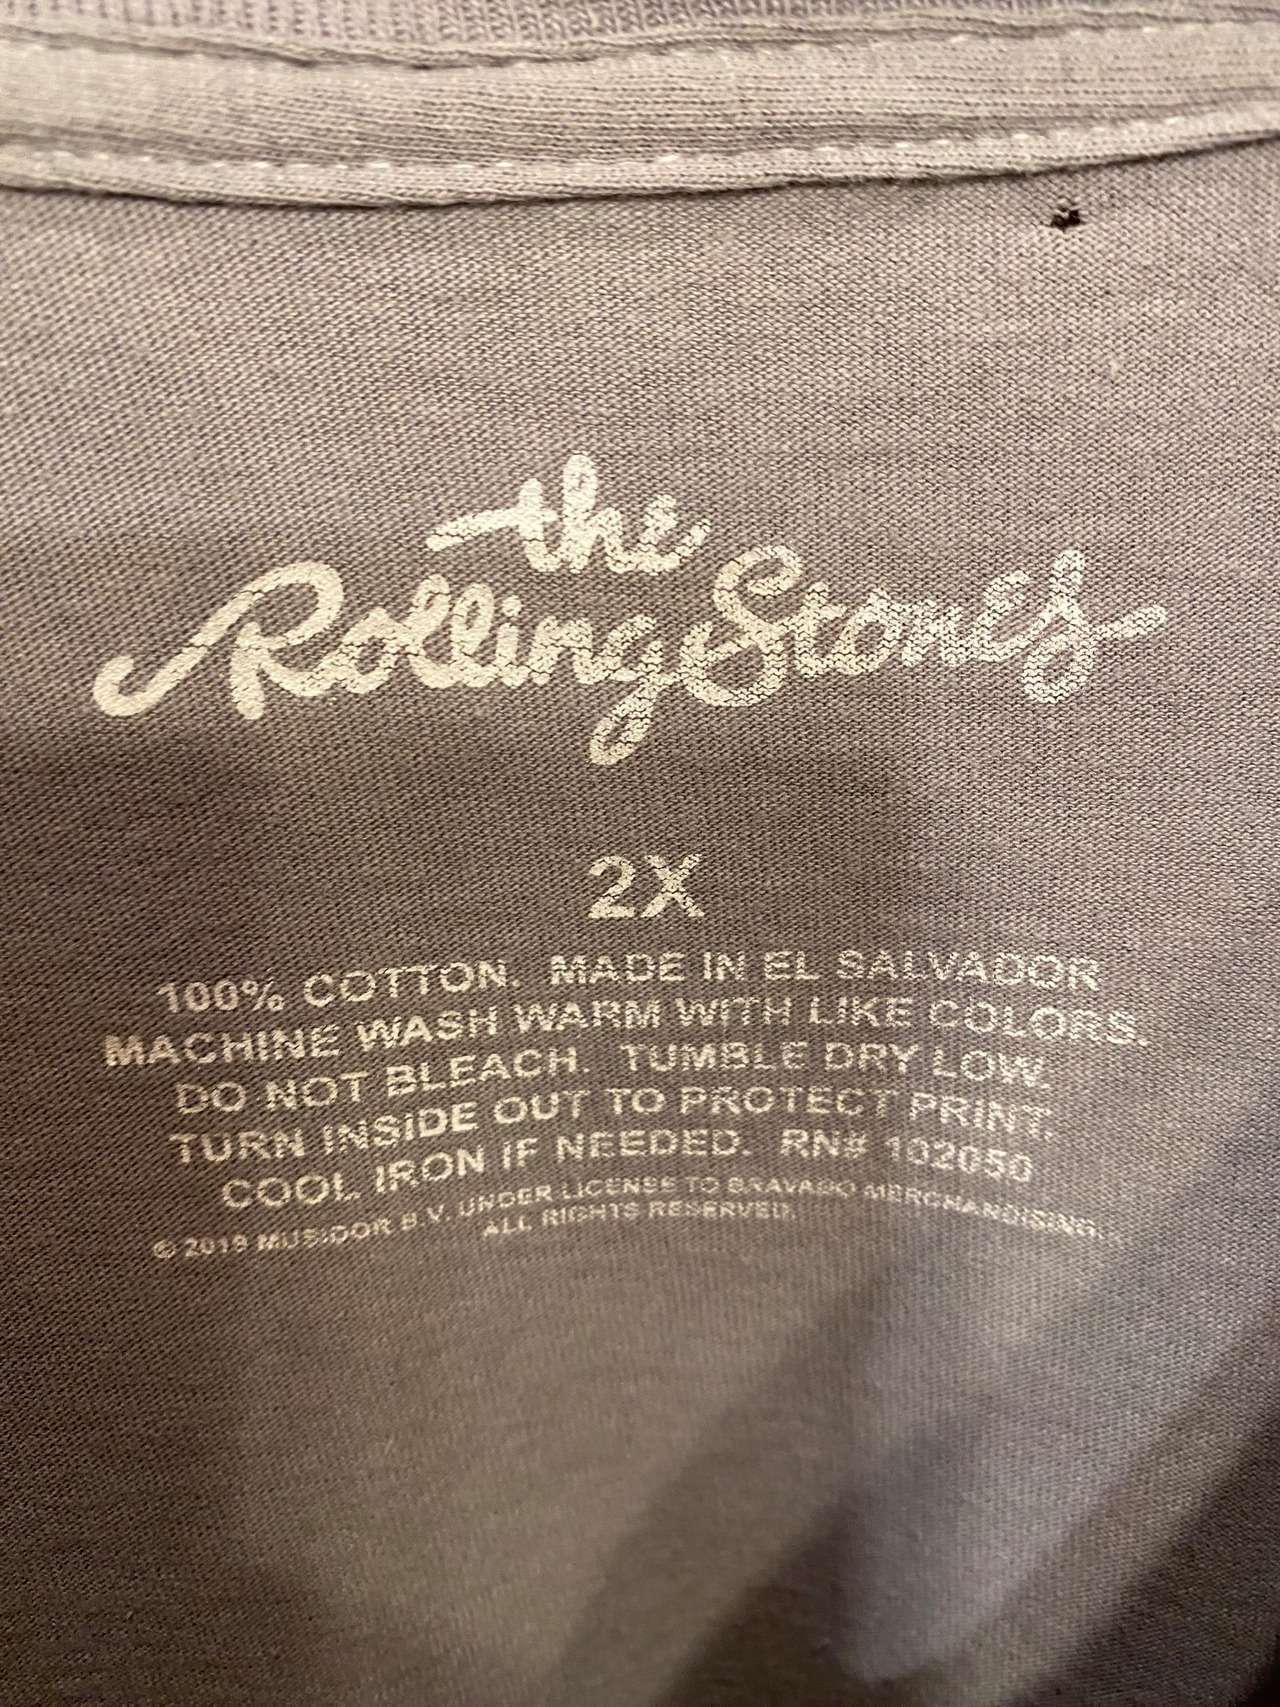 the
Rolling Stones
2X
100% COTTON. MADE IN EL SALVADOR
MACHINE WASH WARM WITH LIKE COLORS.
DO NOT BLEACH. TUMBLE DRY LOW.
TURN INSIDE OUT TO PROTECT PRINT.
COOL IRON IF NEEDED. RN# 102050
© 2019 MUSIDOR B.V. UNDER LICENSE TO BRAVADO MERCHANDISING.
ALL RIGHTS RESERVED.